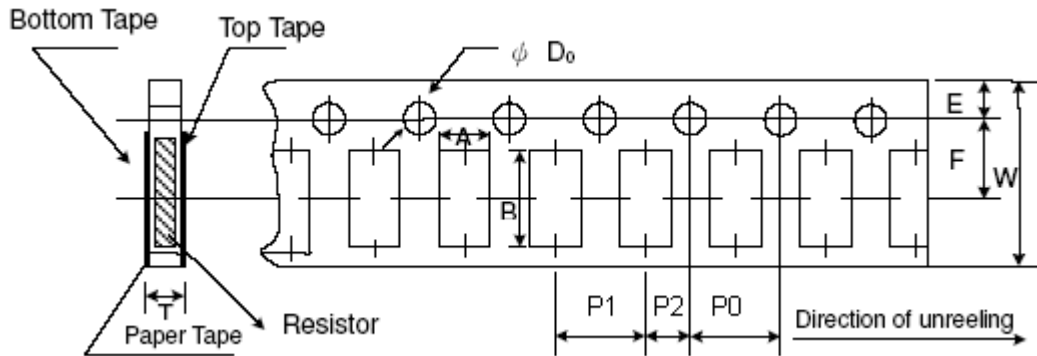 Bottom Tape
Top Tape
ϕ D₀
E
A
F
W
B
T
P1
P2
P0
Paper Tape
Resistor
Direction of unreeling